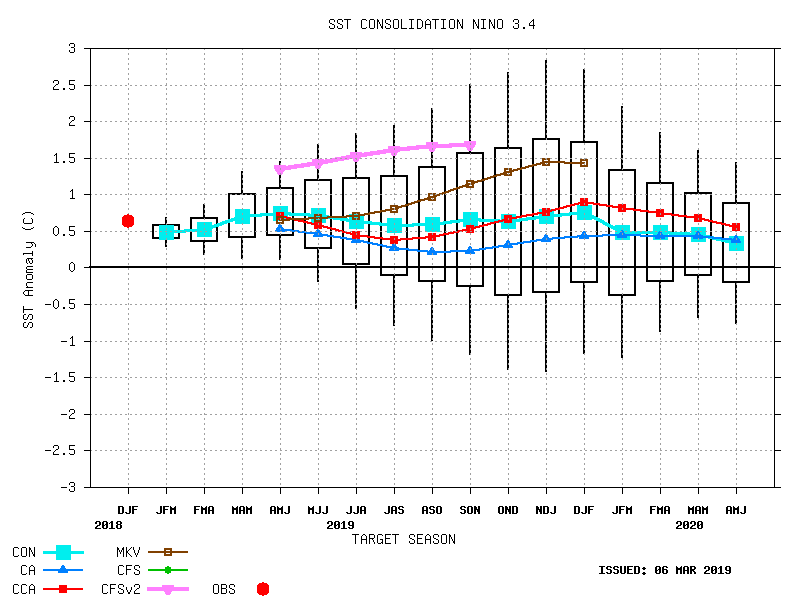 SST CONSOLIDATION NINO 3.4
3
2.5
2
1.5
1
0.5
0
-0.5
-1
-1.5
-2
-2.5
-3
SST Anomaly (C)
DJF JFM FMA MAM AMJ MJJ JJA JAS ASO SON OND NDJ DJF JFM FMA MAM AMJ
2018 2019 2020
TARGET SEASON
CON MKV
CA CFS
CCA CFSv2 OBS
ISSUED: 06 MAR 2019